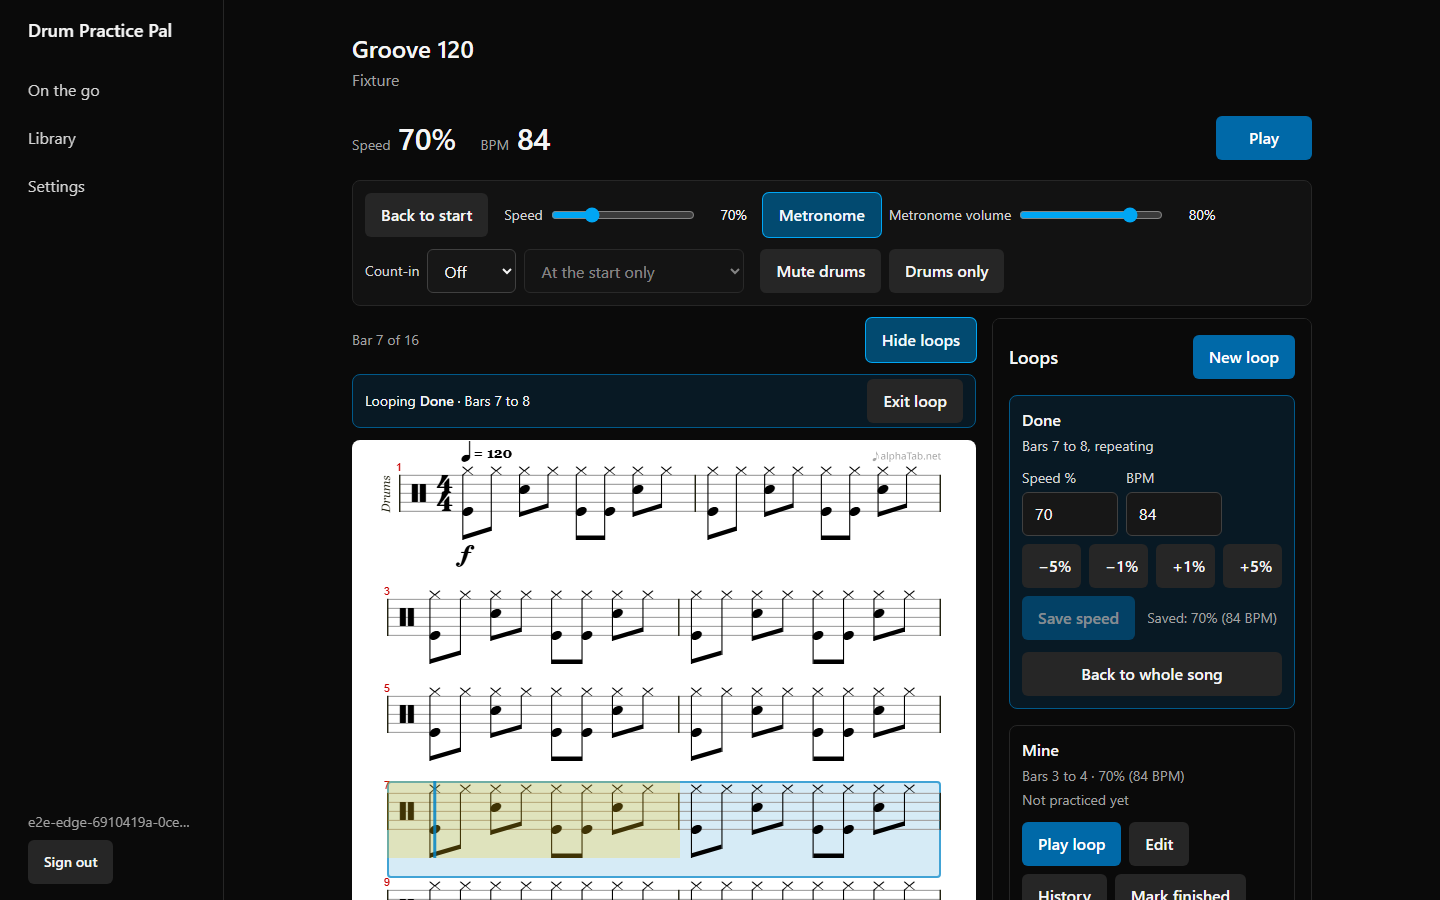 Drum Practice Pal
On the go
Library
Settings
e2e-edge-6910419a-0ce...
Sign out
Groove 120
Fixture
Speed 70% BPM 84
Play
Back to start Speed 70% Metronome Metronome volume 80%
Count-in Off At the start only Mute drums Drums only
Bar 7 of 16
Hide loops
Looping Done · Bars 7 to 8
Exit loop
= 120
alphaTab.net
1
Drums
4
4
f
3
5
7
9
Loops
New loop
Done
Bars 7 to 8, repeating
Speed % BPM
70 84
−5% −1% +1% +5%
Save speed Saved: 70% (84 BPM)
Back to whole song
Mine
Bars 3 to 4 · 70% (84 BPM)
Not practiced yet
Play loop Edit
History Mark finished